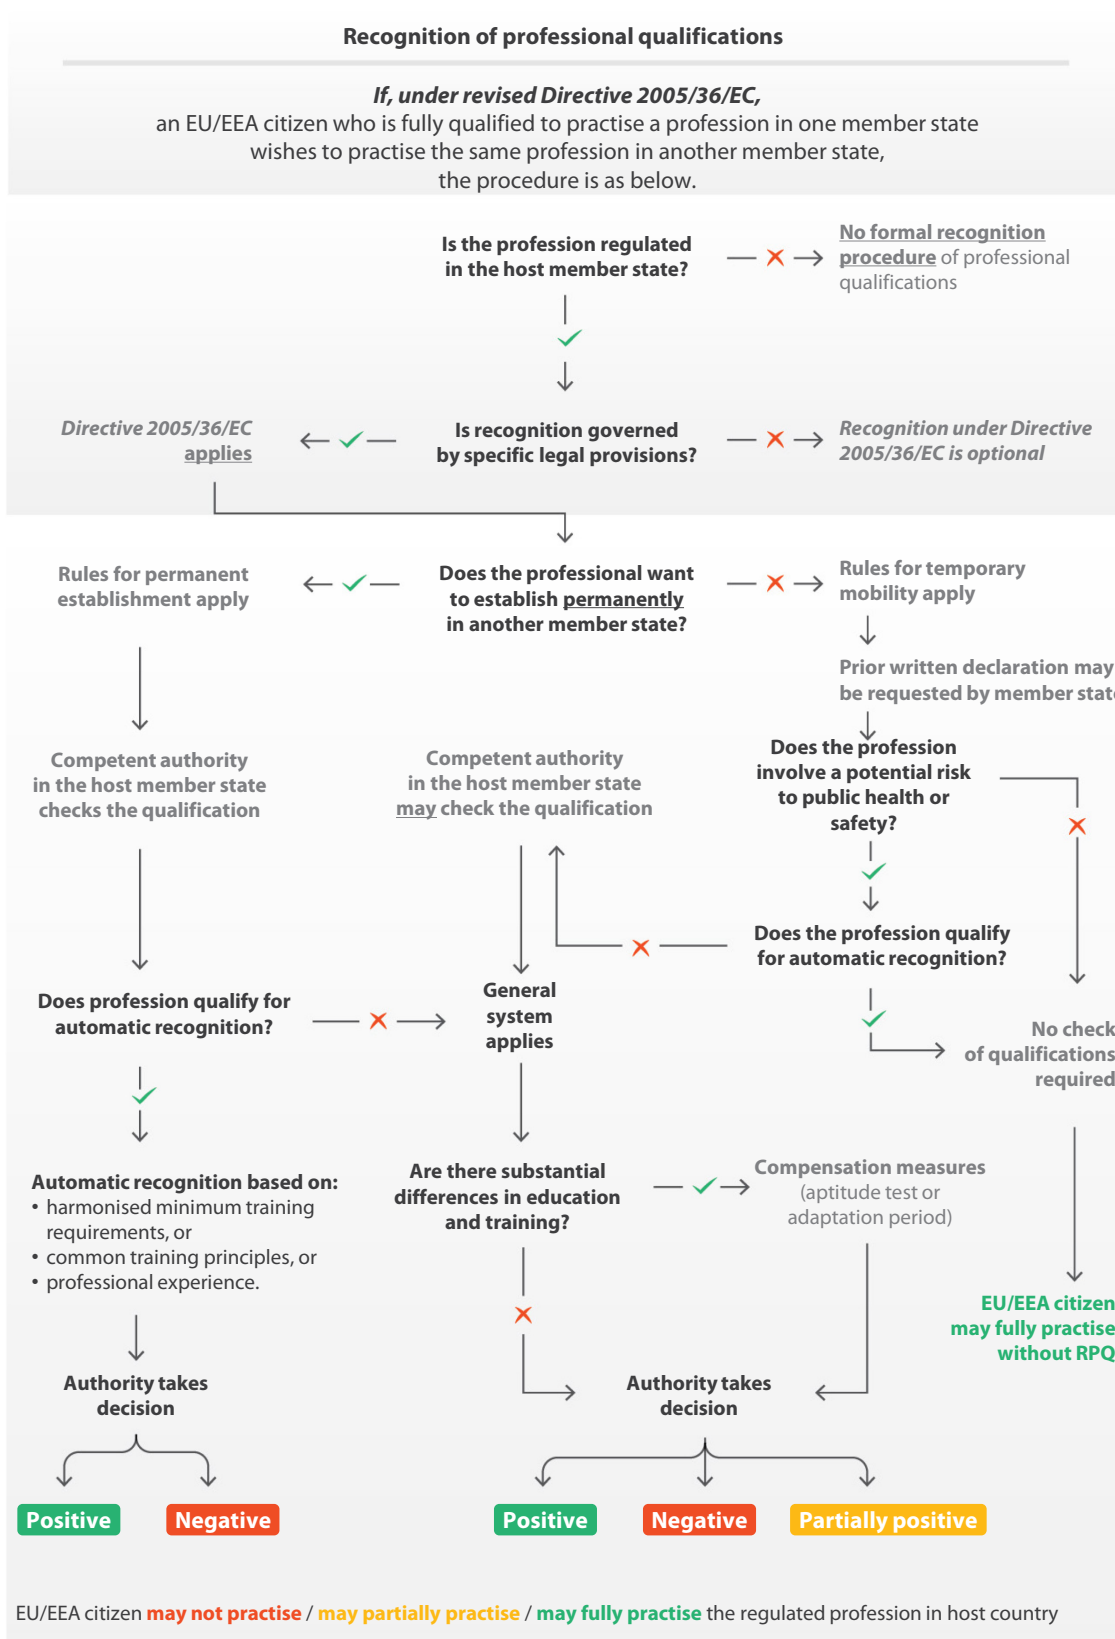 Recognition of professional qualifications
If, under revised Directive 2005/36/EC,
an EU/EEA citizen who is fully qualified to practise a profession in one member state
wishes to practise the same profession in another member state,
the procedure is as below.
Is the profession regulated
in the host member state?
No formal recognition
procedure of professional
qualifications
Directive 2005/36/EC
applies
Is recognition governed
by specific legal provisions?
Recognition under Directive
2005/36/EC is optional
Rules for permanent
establishment apply
Does the professional want
to establish permanently
in another member state?
Rules for temporary
mobility apply
Prior written declaration may
be requested by member state
Competent authority
in the host member state
checks the qualification
Competent authority
in the host member state
may check the qualification
Does the profession
involve a potential risk
to public health or
safety?
Does the profession qualify
for automatic recognition?
Does profession qualify for
automatic recognition?
General
system
applies
No check
of qualifications
required
Automatic recognition based on:
• harmonised minimum training
requirements, or
• common training principles, or
• professional experience.
Are there substantial
differences in education
and training?
Compensation measures
(aptitude test or
adaptation period)
EU/EEA citizen
may fully practise
without RPQ
Authority takes
decision
Authority takes
decision
Positive
Negative
Positive
Negative
Partially positive
EU/EEA citizen may not practise / may partially practise / may fully practise the regulated profession in host country